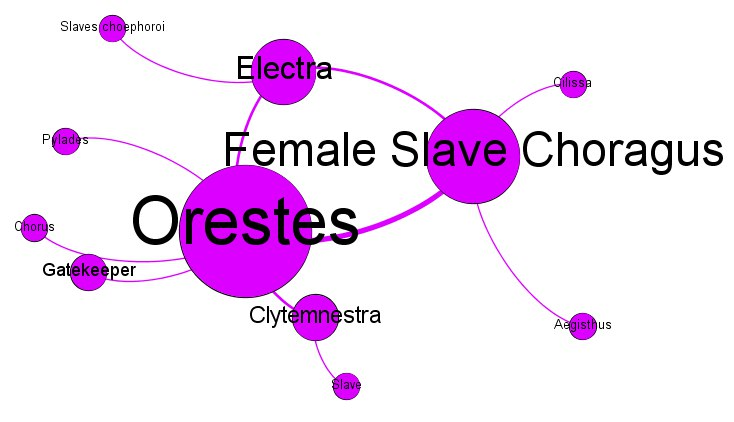 Slaves choephoroi
Electra
Cilissa
Pylades
Female Slave Choragus
Orestes
Chorus
Gatekeeper
Clytemnestra
Aegisthus
Slave